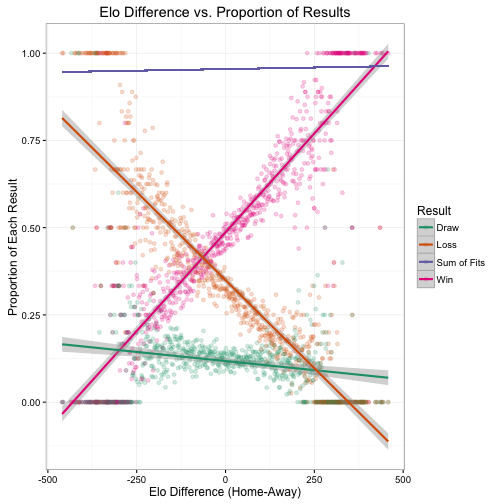 Elo Difference vs. Proportion of Results
Proportion of Each Result
1.00
0.75
0.50
0.25
0.00
-500
-250
0
250
500
Elo Difference (Home-Away)
Result
Draw
Loss
Sum of Fits
Win